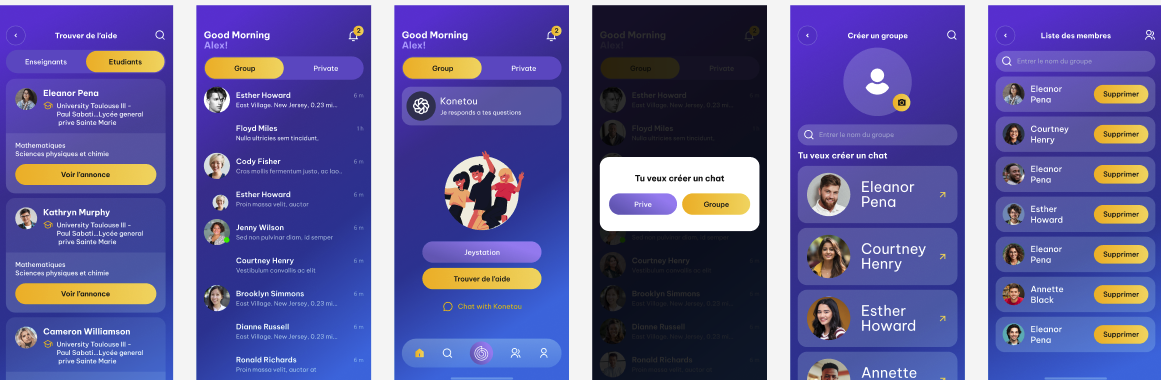 Trouver de l'aide
Enseignants
Etudiants
Eleanor Pena
University Toulouse III -
Paul Sabati...Lycée general
prive Sainte Marie
Mathematiques
Sciences physiques et chimie
Voir l'annonce
Kathryn Murphy
University Toulouse III -
Paul Sabati...Lycée general
prive Sainte Marie
Mathematiques
Sciences physiques et chimie
Voir l'annonce
Cameron Williamson
University Toulouse III -
Paul Sabati...Lycée general
prive Sainte Marie
Good Morning
Alex!
2
Group
Private
Esther Howard
6 m
East Village. New Jersey, 0.23 mi...
Floyd Miles
Nulla ultricies sem tincidunt.
Cody Fisher
6 m
Cras mollis fermentum justo, ac lao..
Esther Howard
6 m
Proin massa velit, auctor
Jenny Wilson
6 m
Sed non pulvinar diam, id semper
Courtney Henry
6 m
Vestibulum convallis ac elit
Brooklyn Simmons
6 m
East Village. New Jersey, 0.23 mi...
Dianne Russell
6 m
East Village. New Jersey, 0.23 mi...
Ronald Richards
6 m
Proin massa velit, auctor at
Good Morning
Alex!
2
Group
Private
Konetou
Je responds a tes questions
Jeystation
Trouver de l'aide
Chat with Konetou
Good Morning
Alex!
2
Group
Private
Esther Howard
6 m
East Village. New Jersey, 0.23 mi...
Floyd Miles
Nulla ultricies sem tincidunt.
Tu veux créer un chat
Prive
Groupe
Sed non pulvinar diam, id semper
Courtney Henry
6 m
Vestibulum convallis ac elit
Brooklyn Simmons
6 m
East Village. New Jersey, 0.23 mi...
Dianne Russell
6 m
East Village. New Jersey, 0.23 mi...
Ronald Richards
6 m
Proin massa velit, auctor at
Créer un groupe
Entrer le nom du groupe
Tu veux créer un chat
Eleanor
Pena
Courtney
Henry
Esther
Howard
Annette
Liste des membres
Entrer le nom du groupe
Eleanor
Pena
Supprimer
Courtney
Henry
Supprimer
Eleanor
Pena
Supprimer
Esther
Howard
Supprimer
Eleanor
Pena
Supprimer
Annette
Black
Supprimer
Eleanor
Pena
Supprimer